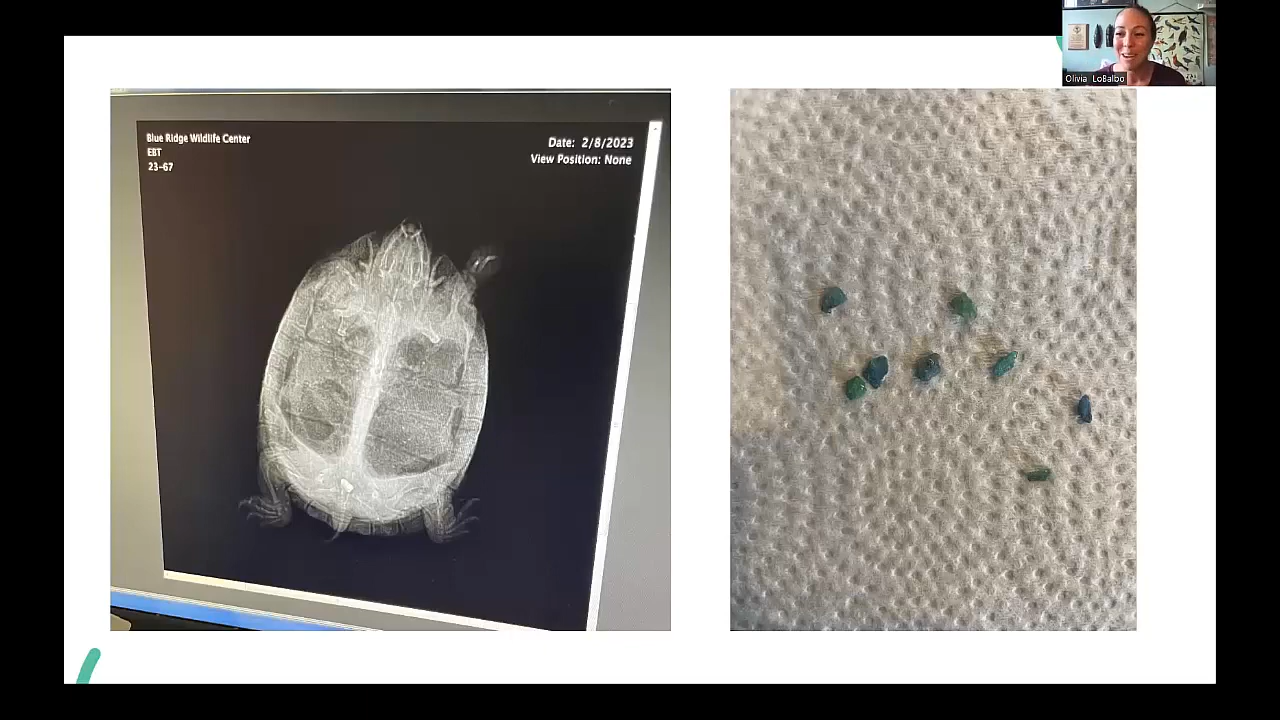 Olivia LoBalbo
Blue Ridge Wildlife Center
EBT
23-67
Date: 2/8/2023
View Position: None